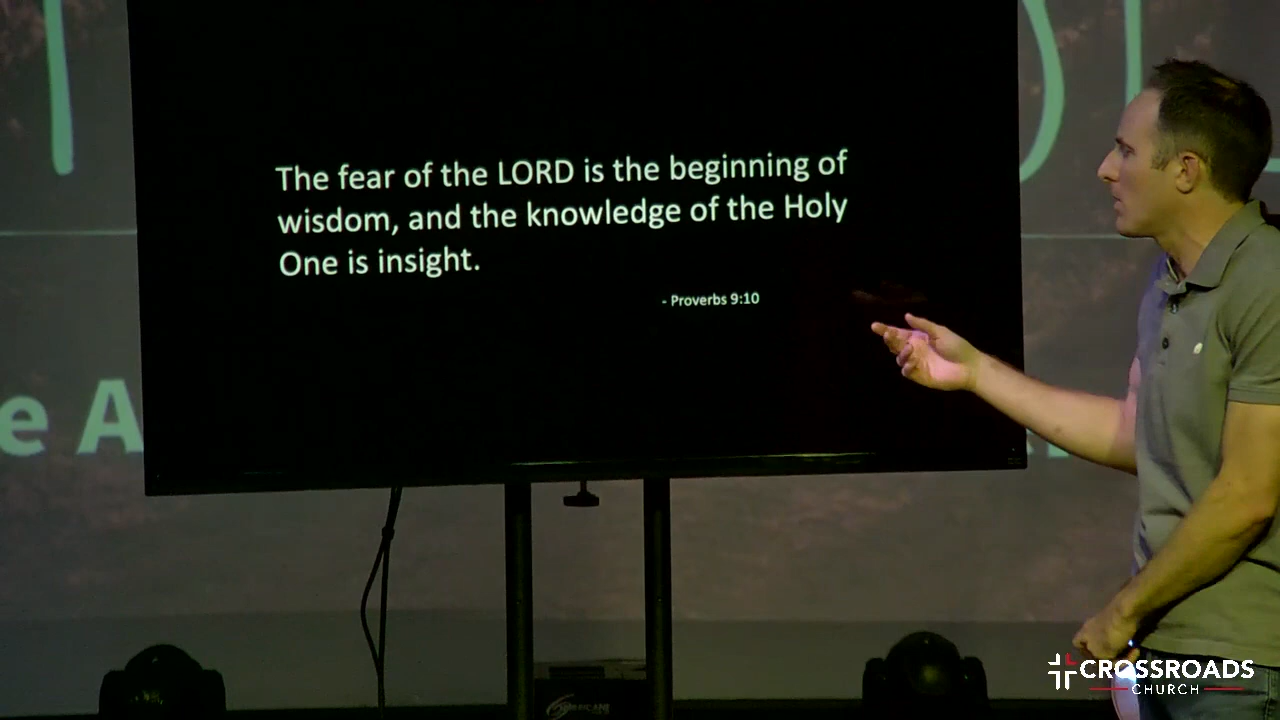 The fear of the LORD is the beginning of
wisdom, and the knowledge of the Holy
One is insight.
- Proverbs 9:10
e A
CROSSROADS
CHURCH